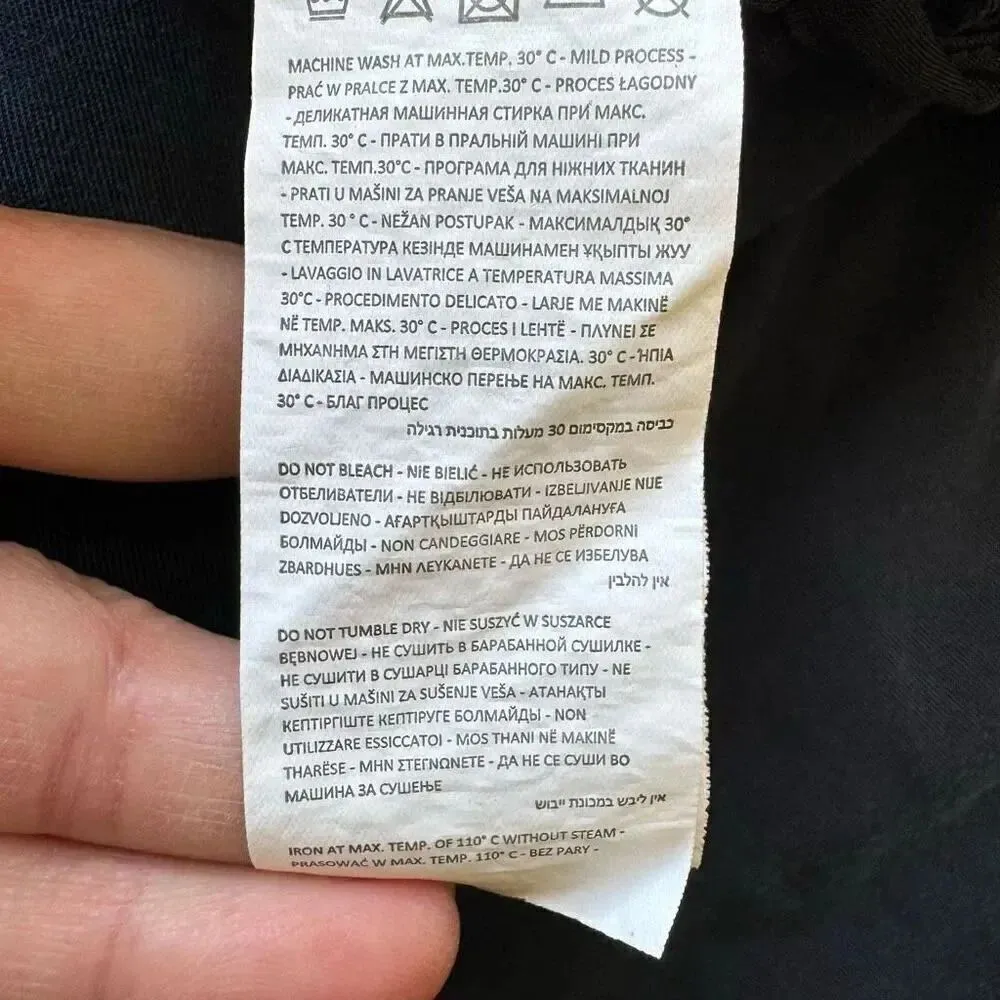 MACHINE WASH AT MAX.TEMP. 30° C - MILD PROCESS -
PRAĆ W PRALCE Z MAX. TEMP.30° C - PROCES ŁAGODNY
- ДЕЛИКАТНАЯ МАШИННАЯ СТИРКА ПРИ МАКС.
ТЕМП. 30° C - ПРАТИ В ПРАЛЬНІЙ МАШИНІ ПРИ
МАКС. ТЕМП.30°C - ПРОГРАМА ДЛЯ НІЖНИХ ТКАНИН
- PRATI U MAŠINI ZA PRANJE VEŠA NA MAKSIMALNOJ
TEMP. 30 ° C - NEŽAN POSTUPAK - МАКСИМАЛДЫҚ 30°
С ТЕМПЕРАТУРА КЕЗІНДЕ МАШИНАМЕН ҰҚЫПТЫ ЖУУ
- LAVAGGIO IN LAVATRICE A TEMPERATURA MASSIMA
30°C - PROCEDIMENTO DELICATO - LARJE ME MAKINË
NË TEMP. MAKS. 30° C - PROCES I LEHTË - ΠΛΥΝΕΙ ΣΕ
ΜΗΧΑΝΗΜΑ ΣΤΗ ΜΕΓΙΣΤΗ ΘΕΡΜΟΚΡΑΣΙΑ. 30° C -ΉΠΙΑ
ΔΙΑΔΙΚΑΣΙΑ - МАШИНСКО ПЕРЕЊЕ НА МАКС. ТЕМП.
30° C - БЛАГ ПРОЦЕС
כביסה במקסימום 30 מעלות בתוכנית רגילה
DO NOT BLEACH - NIE BIELIĆ - НЕ ИСПОЛЬЗОВАТЬ
ОТБЕЛИВАТЕЛИ - НЕ ВІДБІЛЮВАТИ - IZBELJIVANJE NIJE
DOZVOLJENO - АҒАРТҚЫШТАРДЫ ПАЙДАЛАНУҒА
БОЛМАЙДЫ - NON CANDEGGIARE - MOS PËRDORNI
ZBARDHUES - ΜΗΝ ΛΕΥΚΑΝΕΤΕ - ДА НЕ СЕ ИЗБЕЛУВА
אין להלבין
DO NOT TUMBLE DRY - NIE SUSZYĆ W SUSZARCE
BĘBNOWEJ - НЕ СУШИТЬ В БАРАБАННОЙ СУШИЛКЕ -
НЕ СУШИТИ В СУШАРЦІ БАРАБАННОГО ТИПУ - NE
SUŠITI U MAŠINI ZA SUŠENJE VEŠA - АТАНАҚТЫ
КЕПТІРГІШТЕ КЕПТІРУГЕ БОЛМАЙДЫ - NON
UTILIZZARE ESSICCATOI - MOS THANI NË MAKINË
THARËSE - ΜΗΝ ΣΤΕΓΝΩΝΕΤΕ - ДА НЕ СЕ СУШИ ВО
МАШИНА ЗА СУШЕЊЕ
אין ליבש במכונת ייבוש
IRON AT MAX. TEMP. OF 110° C WITHOUT STEAM -
PRASOWAĆ W MAX. TEMP. 110° C - BEZ PARY -